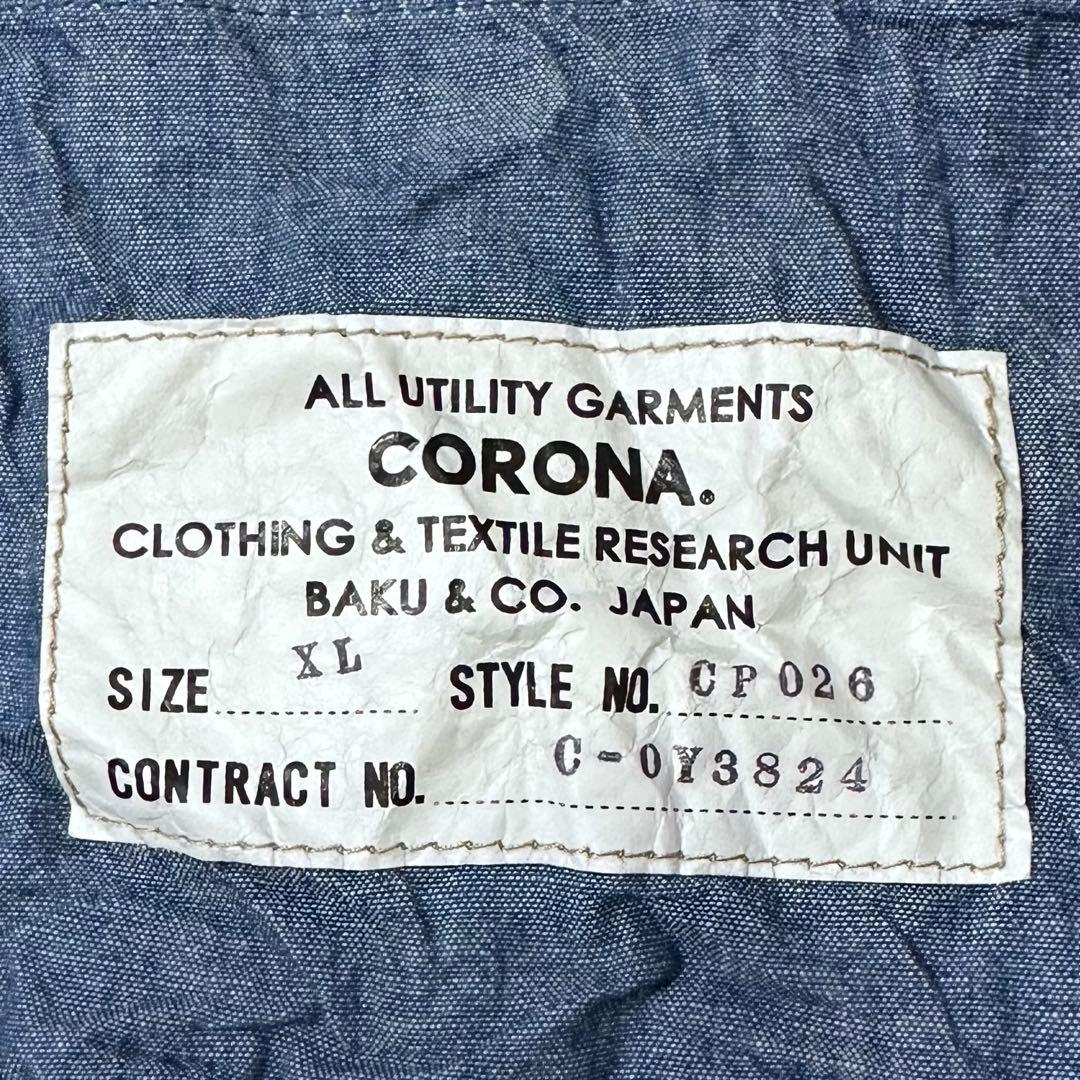 ALL UTILITY GARMENTS
CORONA.
CLOTHING & TEXTILE RESEARCH UNIT
BAKU & CO. JAPAN
SIZE XL STYLE NO. CP026
CONTRACT NO. C-0Y3824